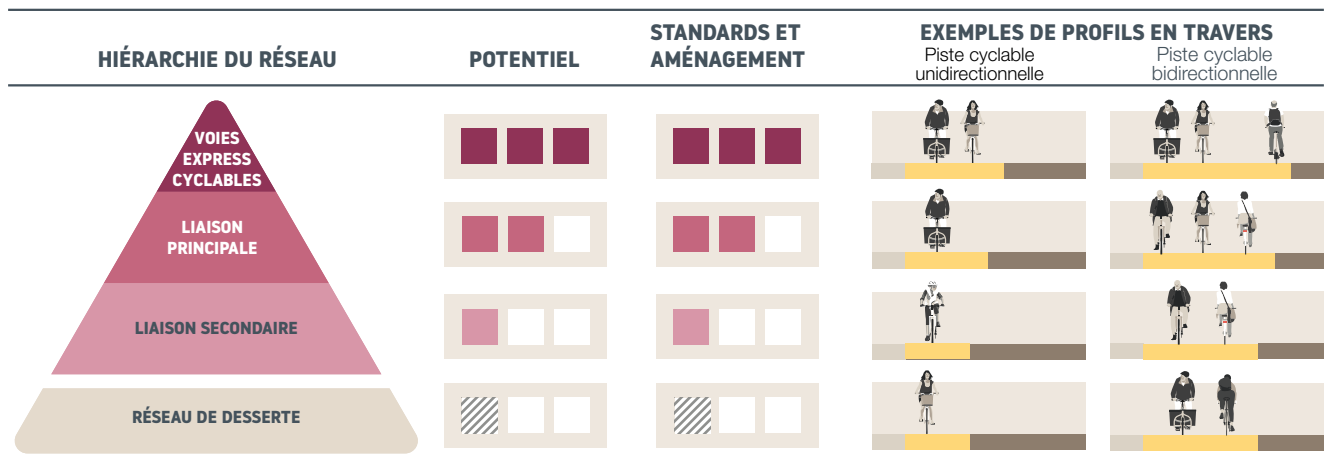 HIÉRARCHIE DU RÉSEAU
POTENTIEL
STANDARDS ET
AMÉNAGEMENT
EXEMPLES DE PROFILS EN TRAVERS
Piste cyclable
unidirectionnelle
Piste cyclable
bidirectionnelle
VOIES
EXPRESS
CYCLABLES
LIAISON
PRINCIPALE
LIAISON SECONDAIRE
RÉSEAU DE DESSERTE